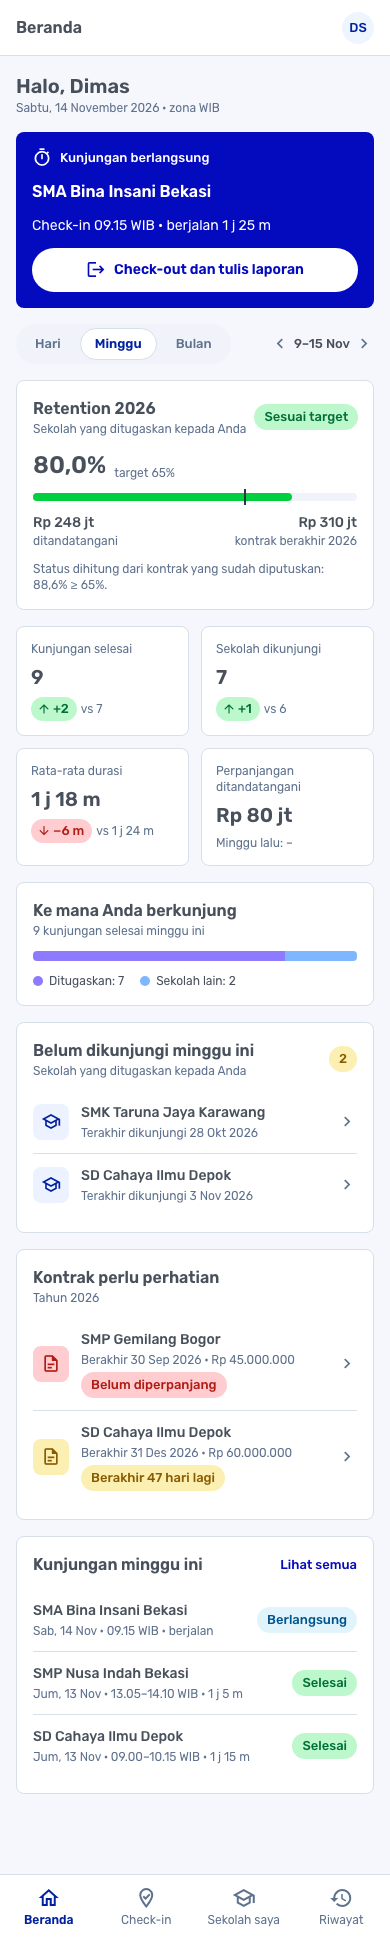 Beranda
DS
Halo, Dimas
Sabtu, 14 November 2026 • zona WIB
Kunjungan berlangsung
SMA Bina Insani Bekasi
Check-in 09.15 WIB • berjalan 1 j 25 m
Check-out dan tulis laporan
Hari
Minggu
Bulan
9–15 Nov
Retention 2026
Sekolah yang ditugaskan kepada Anda
Sesuai target
80,0%
target 65%
Rp 248 jt
Rp 310 jt
ditandatangani
kontrak berakhir 2026
Status dihitung dari kontrak yang sudah diputuskan:
88,6% ≥ 65%.
Kunjungan selesai
9
+2
vs 7
Sekolah dikunjungi
7
+1
vs 6
Rata-rata durasi
1 j 18 m
−6 m
vs 1 j 24 m
Perpanjangan
ditandatangani
Rp 80 jt
Minggu lalu: –
Ke mana Anda berkunjung
9 kunjungan selesai minggu ini
Ditugaskan: 7
Sekolah lain: 2
Belum dikunjungi minggu ini
Sekolah yang ditugaskan kepada Anda
2
SMK Taruna Jaya Karawang
Terakhir dikunjungi 28 Okt 2026
SD Cahaya Ilmu Depok
Terakhir dikunjungi 3 Nov 2026
Kontrak perlu perhatian
Tahun 2026
SMP Gemilang Bogor
Berakhir 30 Sep 2026 • Rp 45.000.000
Belum diperpanjang
SD Cahaya Ilmu Depok
Berakhir 31 Des 2026 • Rp 60.000.000
Berakhir 47 hari lagi
Kunjungan minggu ini
Lihat semua
SMA Bina Insani Bekasi
Sab, 14 Nov • 09.15 WIB • berjalan
Berlangsung
SMP Nusa Indah Bekasi
Jum, 13 Nov • 13.05–14.10 WIB • 1 j 5 m
Selesai
SD Cahaya Ilmu Depok
Jum, 13 Nov • 09.00–10.15 WIB • 1 j 15 m
Selesai
Beranda
Check-in
Sekolah saya
Riwayat